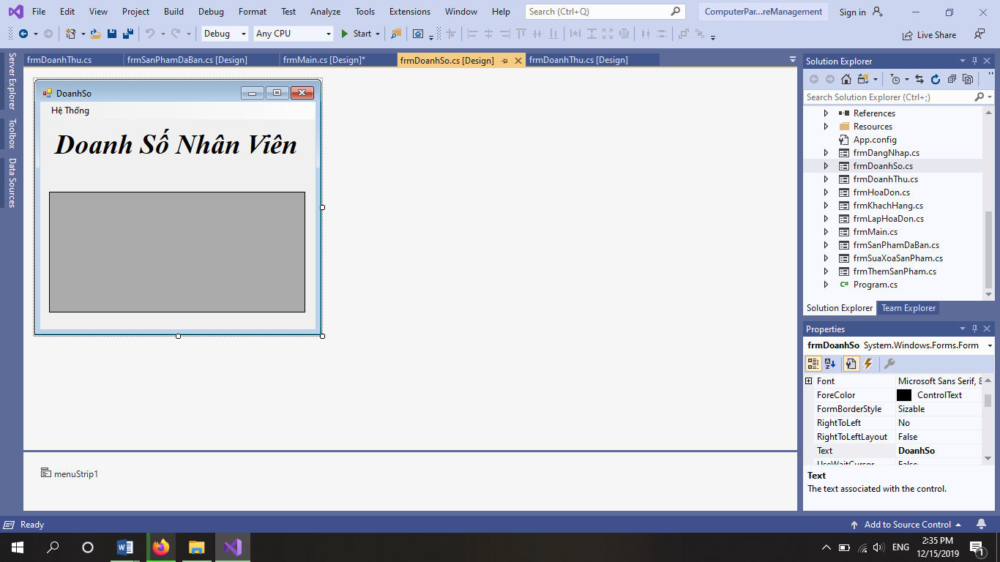 File Edit View Project Build Debug Format Test Analyze Tools Extensions Window Help Search (Ctrl+Q) ComputerPar...reManagement Sign in
Debug Any CPU Start Live Share
Server Explorer
Toolbox
Data Sources
frmDoanhThu.cs frmSanPhamDaBan.cs [Design] frmMain.cs [Design]* frmDoanhSo.cs [Design] frmDoanhThu.cs [Design]
DoanhSo
Hệ Thống
Doanh Số Nhân Viên
menuStrip1
Solution Explorer
Search Solution Explorer (Ctrl+;)
References
Resources
App.config
frmDangNhap.cs
frmDoanhSo.cs
frmDoanhThu.cs
frmHoaDon.cs
frmKhachHang.cs
frmLapHoaDon.cs
frmMain.cs
frmSanPhamDaBan.cs
frmSuaXoaSanPham.cs
frmThemSanPham.cs
C# Program.cs
Solution Explorer Team Explorer
Properties
frmDoanhSo System.Windows.Forms.Form
Font Microsoft Sans Serif, 8
ForeColor ControlText
FormBorderStyle Sizable
RightToLeft No
RightToLeftLayout False
Text DoanhSo
UseWaitCursor False
Text
The text associated with the control.
Ready Add to Source Control
ENG 2:35 PM
12/15/2019
1